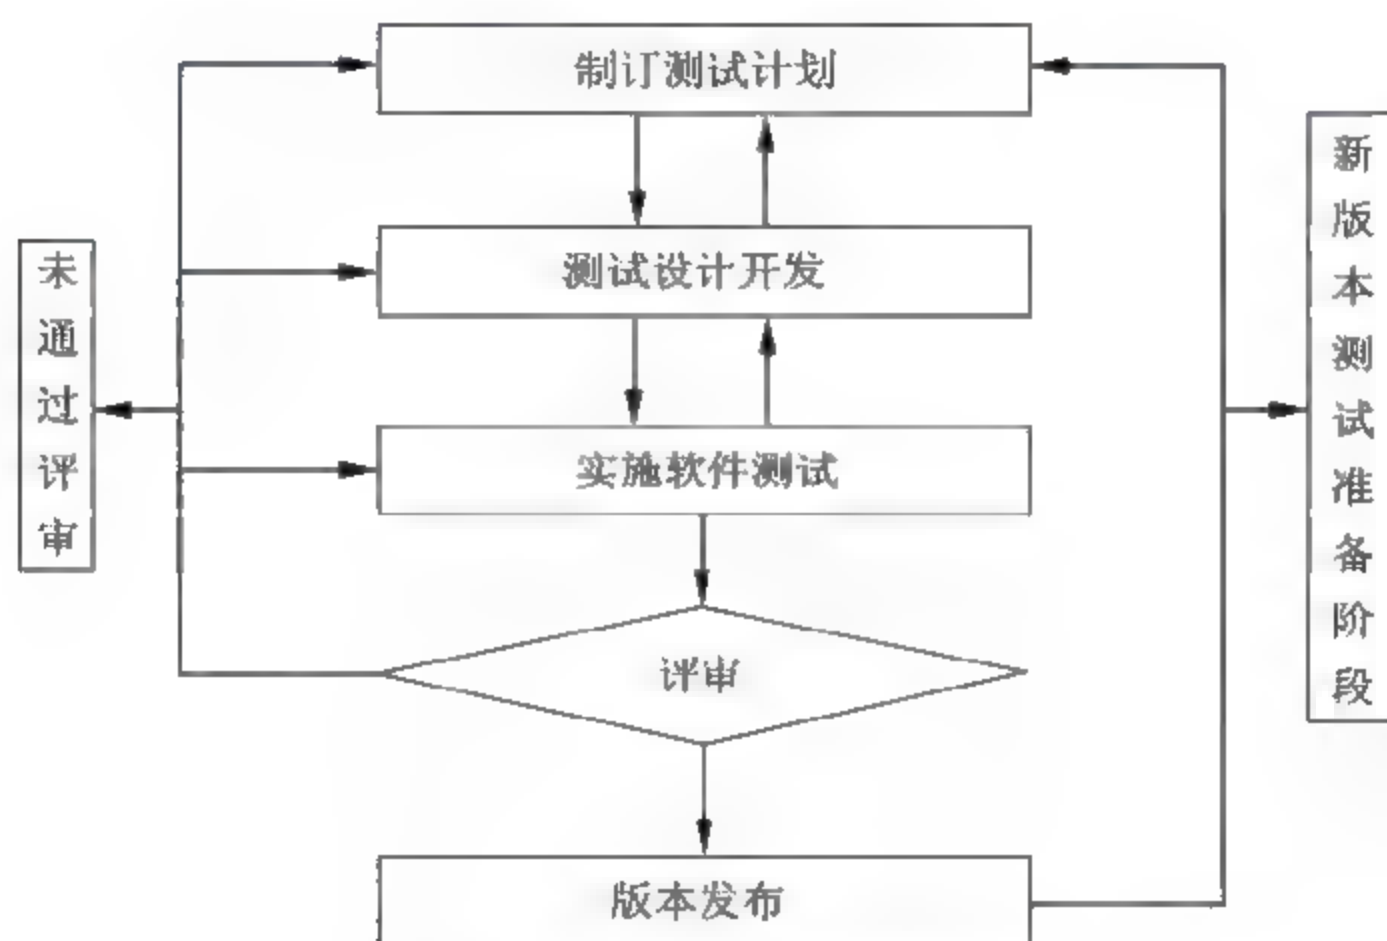 制订测试计划
测试设计开发
实施软件测试
评审
版本发布
未通过评审
新版本测试准备阶段